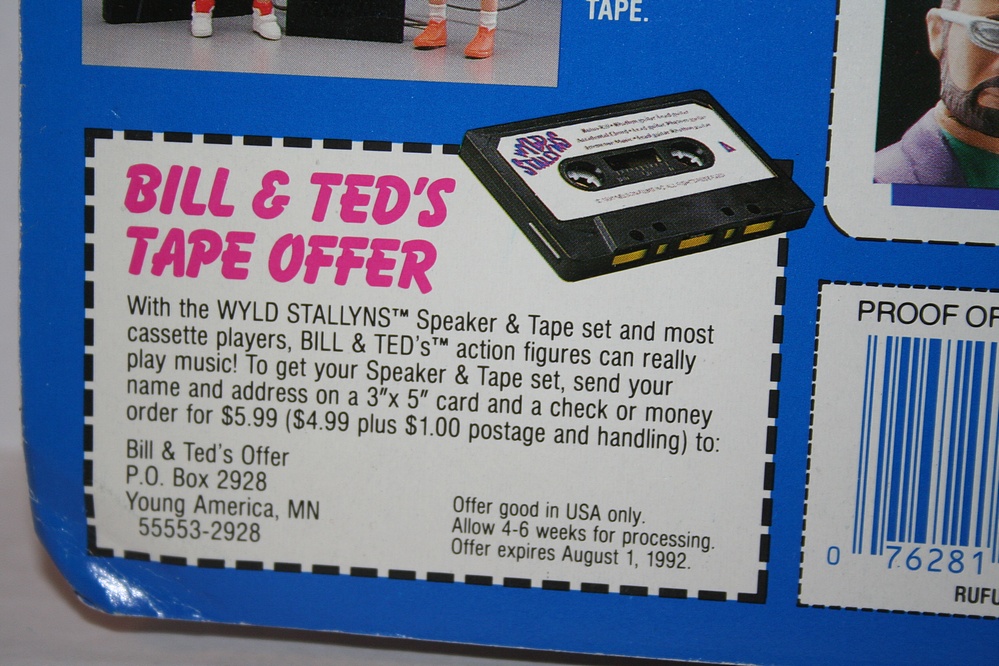 TAPE.
WYLD
STALLYNS
A
BILL & TED'S
TAPE OFFER
With the WYLD STALLYNS™ Speaker & Tape set and most
cassette players, BILL & TED's™ action figures can really
play music! To get your Speaker & Tape set, send your
name and address on a 3"x 5" card and a check or money
order for $5.99 ($4.99 plus $1.00 postage and handling) to:
Bill & Ted's Offer
P.O. Box 2928
Young America, MN
55553-2928
Offer good in USA only.
Allow 4-6 weeks for processing.
Offer expires August 1, 1992.
PROOF OF
0 76281
RUFU